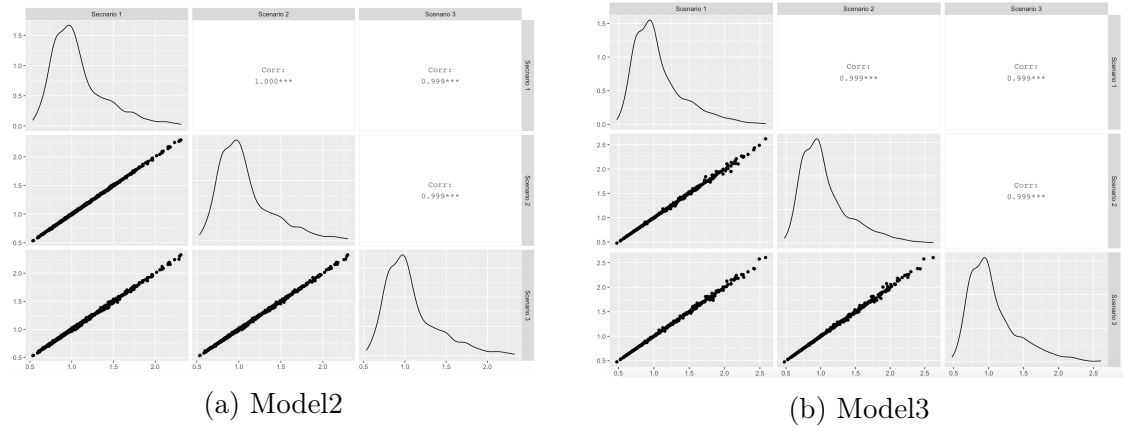 Secnario 1
Scenario 2
Scenario 3
1.5
1.0
0.5
0.0
Corr:
1.000***
Corr:
0.999***
Secnario 1
2.0
1.5
1.0
0.5
Corr:
0.999***
Scenario 2
2.0
1.5
1.0
0.5
Scenario 3
0.5 1.0 1.5 2.0 0.5 1.0 1.5 2.0 0.5 1.0 1.5 2.0
(a) Model2
Scenario 1
Scenario 2
Scenario 3
1.5
1.0
0.5
0.0
Corr:
0.999***
Corr:
0.999***
Scenario 1
2.5
2.0
1.5
1.0
0.5
Corr:
0.999***
Scenario 2
2.5
2.0
1.5
1.0
0.5
Scenario 3
0.5 1.0 1.5 2.0 2.5 0.5 1.0 1.5 2.0 2.5 0.5 1.0 1.5 2.0 2.5
(b) Model3